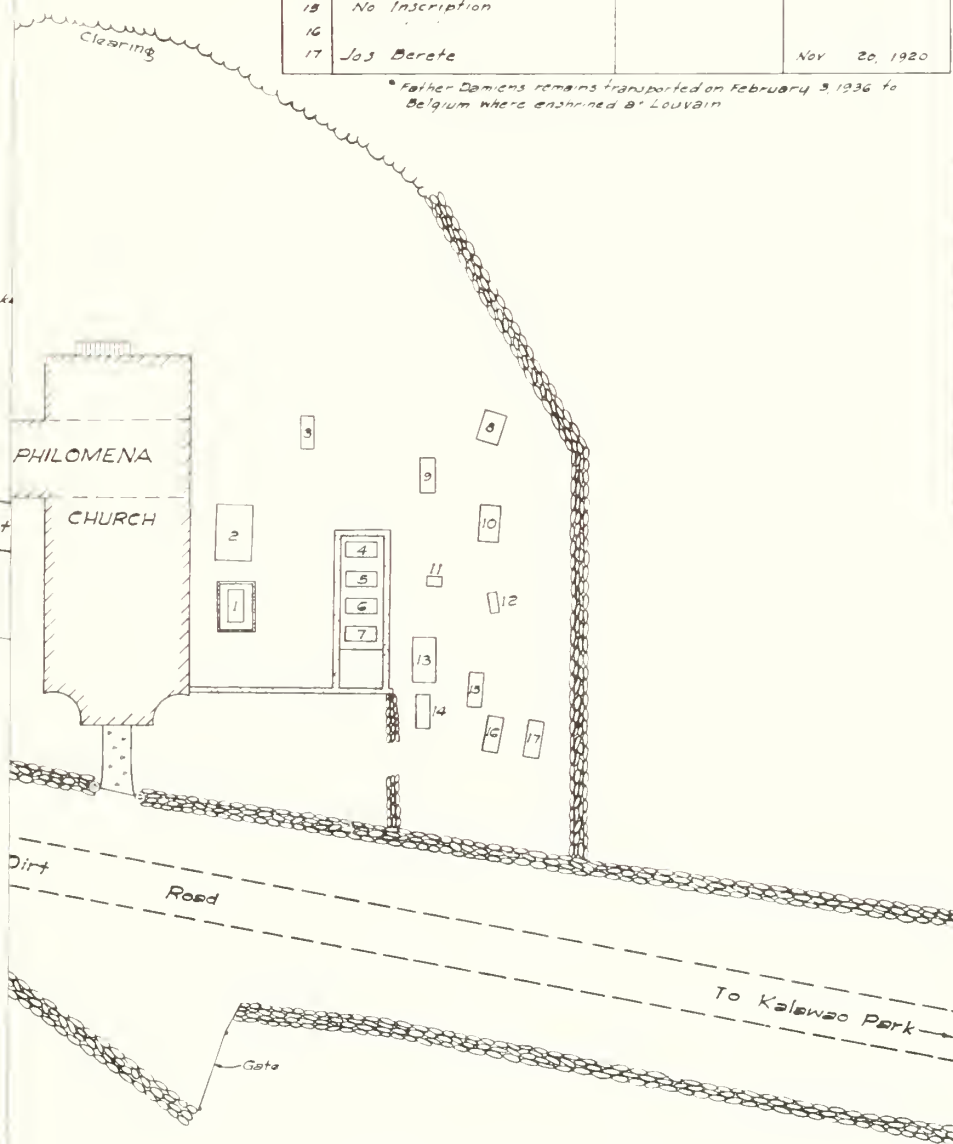 15 No Inscription
16 " "
17 Jos Berete Nov 20, 1920
* Father Damiens remains transported on February 3, 1936 to
Belgium where enshrined at Louvain
Clearing
PHILOMENA
CHURCH
3
8
9
2
10
4
11
5
1
6
12
7
13
15
14
16
17
Dirt
Road
To Kalawao Park
Gate